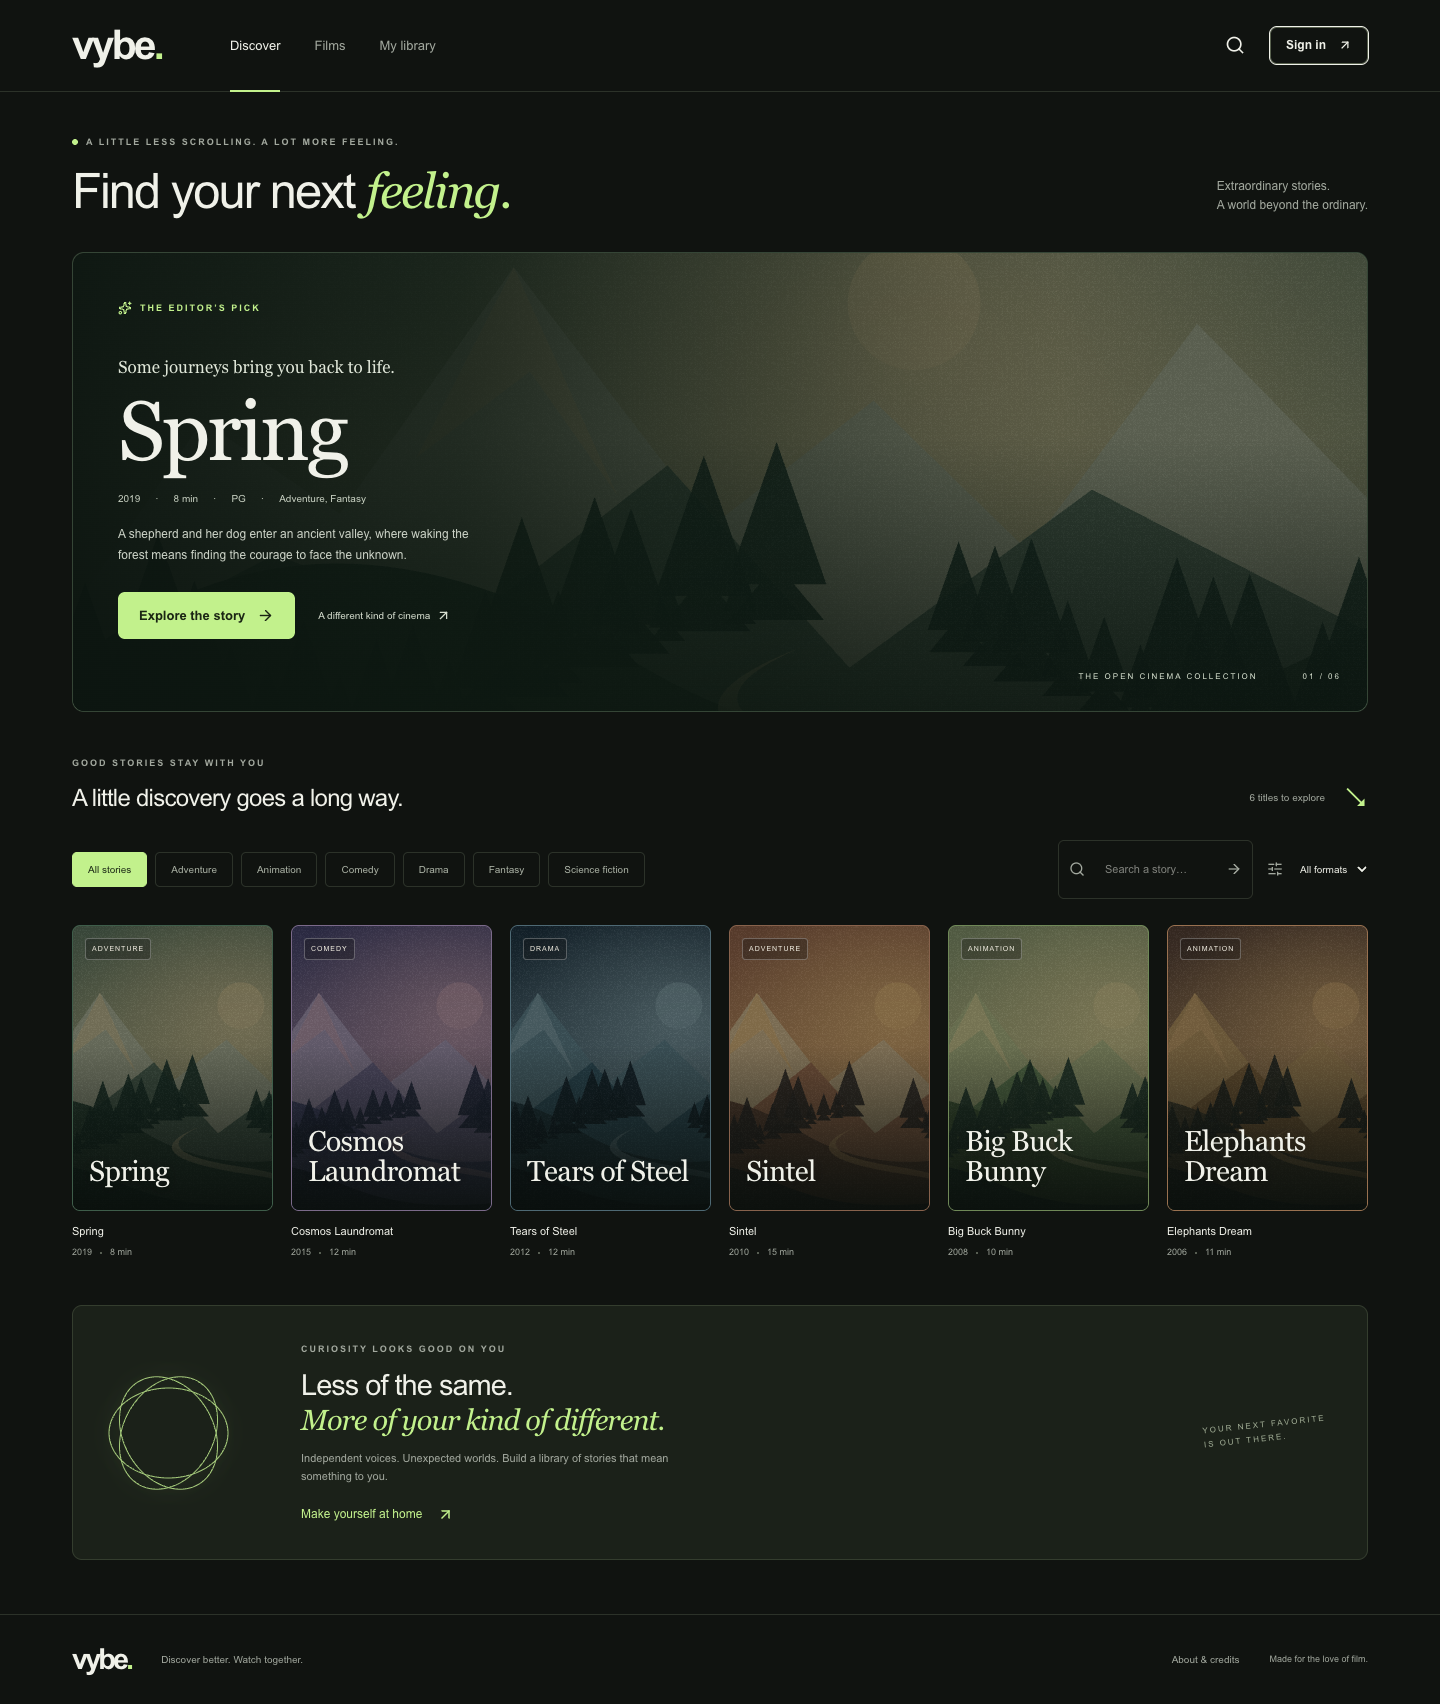 vybe.
Discover
Films
My library
Sign in
A LITTLE LESS SCROLLING. A LOT MORE FEELING.
Find your next feeling.
Extraordinary stories.
A world beyond the ordinary.
THE EDITOR'S PICK
Some journeys bring you back to life.
Spring
2019 · 8 min · PG · Adventure, Fantasy
A shepherd and her dog enter an ancient valley, where waking the
forest means finding the courage to face the unknown.
Explore the story
A different kind of cinema
THE OPEN CINEMA COLLECTION
01 / 06
GOOD STORIES STAY WITH YOU
A little discovery goes a long way.
6 titles to explore
All stories
Adventure
Animation
Comedy
Drama
Fantasy
Science fiction
Search a story...
All formats
ADVENTURE
Spring
Spring
2019 · 8 min
COMEDY
Cosmos
Laundromat
Cosmos Laundromat
2015 · 12 min
DRAMA
Tears of Steel
Tears of Steel
2012 · 12 min
ADVENTURE
Sintel
Sintel
2010 · 15 min
ANIMATION
Big Buck
Bunny
Big Buck Bunny
2008 · 10 min
ANIMATION
Elephants
Dream
Elephants Dream
2006 · 11 min
CURIOSITY LOOKS GOOD ON YOU
Less of the same.
More of your kind of different.
Independent voices. Unexpected worlds. Build a library of stories that mean
something to you.
Make yourself at home
YOUR NEXT FAVORITE
IS OUT THERE.
vybe.
Discover better. Watch together.
About & credits
Made for the love of film.